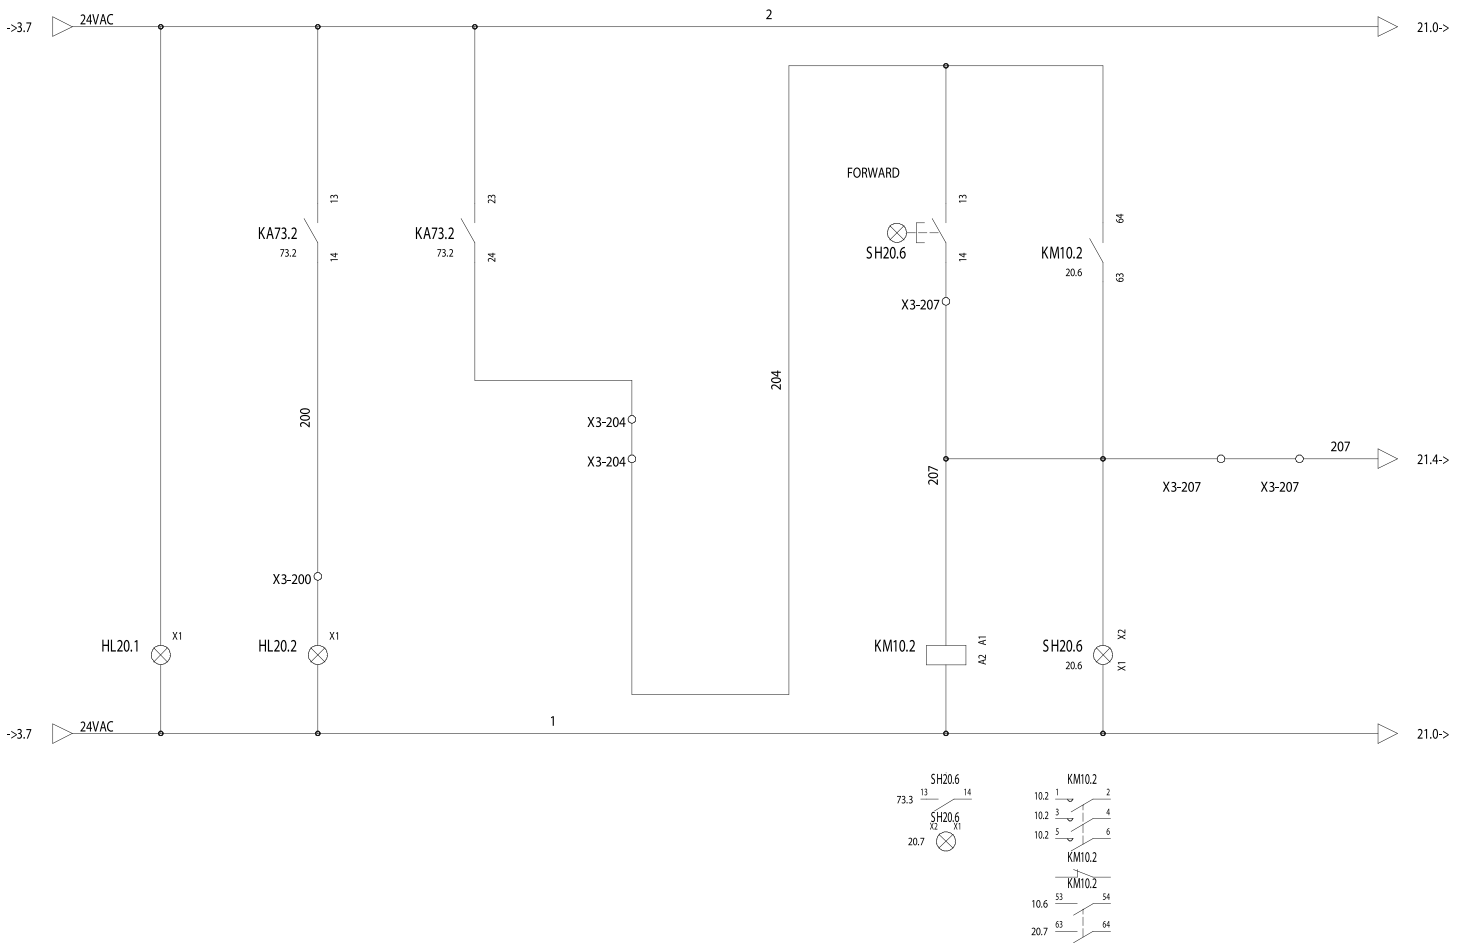 2
->3.7 24VAC 21.0->
FORWARD
13 23 13 64
KA73.2 KA73.2 SH20.6 KM10.2
73.2 73.2 20.6
14 24 14 63
X3-207
204
200
X3-204
X3-204
207
207 21.4->
X3-207 X3-207
X3-200
HL20.1 X1 HL20.2 X1 KM10.2 A1 A2 SH20.6 X2
20.6 X1
1
->3.7 24VAC 21.0->
SH20.6
73.3 13 14
SH20.6
X2 X1
20.7
KM10.2
10.2 1 2
10.2 3 4
10.2 5 6
KM10.2
KM10.2
10.6 53 54
20.7 63 64